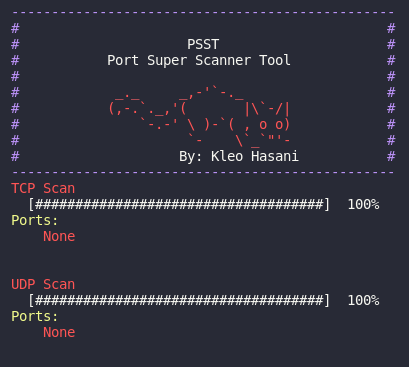 ------------------------------------------------
#                                              #
#                     PSST                     #
#           Port Super Scanner Tool            #
#                                              #
#            _._     _,-'`-._                  #
#           (,-.`._,'(       |\`-/|            #
#               `-.-' \ )-`( , o o)            #
#                     `-    \`_`"'-            #
#                    By: Kleo Hasani           #
------------------------------------------------
TCP Scan
  [####################################]  100%
Ports:
    None
UDP Scan
  [####################################]  100%
Ports:
    None